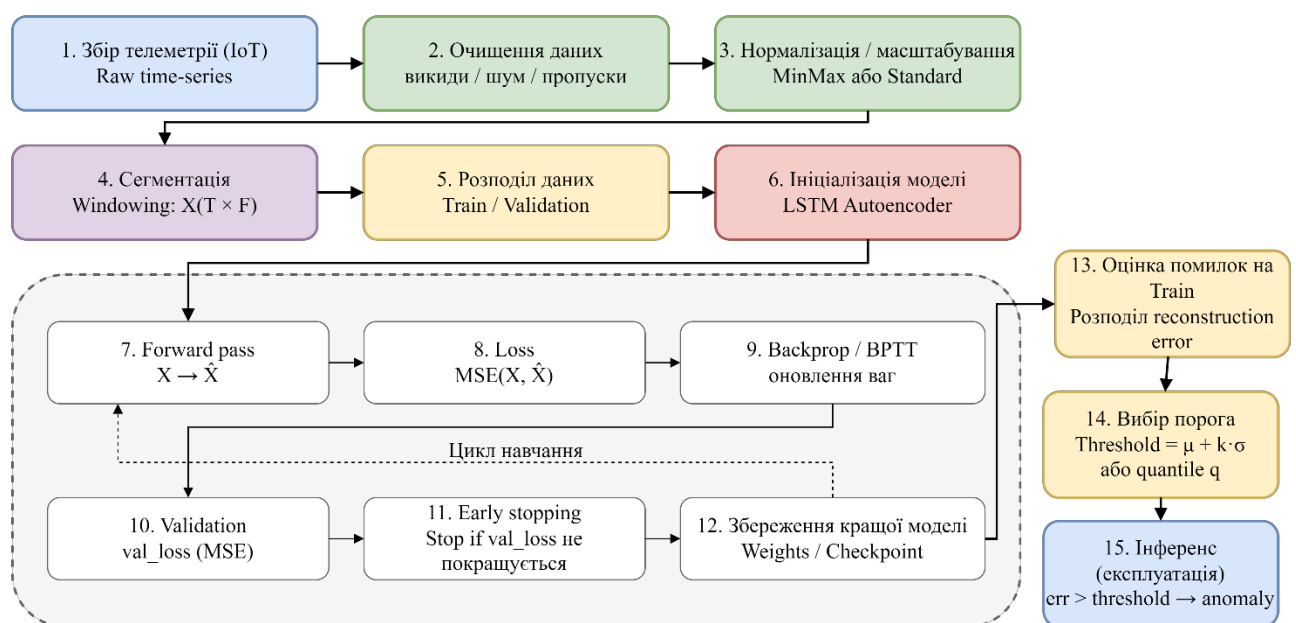 1. Збір телеметрії (IoT)
Raw time-series
2. Очищення даних
викиди / шум / пропуски
3. Нормалізація / масштабування
MinMax або Standard
4. Сегментація
Windowing: X(T × F)
5. Розподіл даних
Train / Validation
6. Ініціалізація моделі
LSTM Autoencoder
7. Forward pass
X → X̂
8. Loss
MSE(X, X̂)
9. Backprop / BPTT
оновлення ваг
Цикл навчання
10. Validation
val_loss (MSE)
11. Early stopping
Stop if val_loss не
покращується
12. Збереження кращої моделі
Weights / Checkpoint
13. Оцінка помилок на
Train
Розподіл reconstruction
error
14. Вибір порога
Threshold = μ + k·σ
або quantile q
15. Інференс
(експлуатація)
err > threshold → anomaly